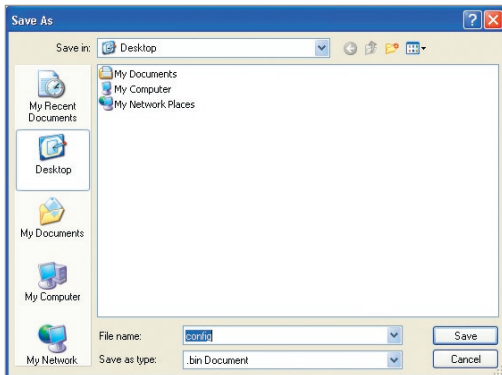 Save As
Save in:
Desktop
My Documents
My Computer
My Network Places
My Recent
Documents
Desktop
My Documents
My Computer
My Network
File name:
config
Save
Save as type:
.bin Document
Cancel